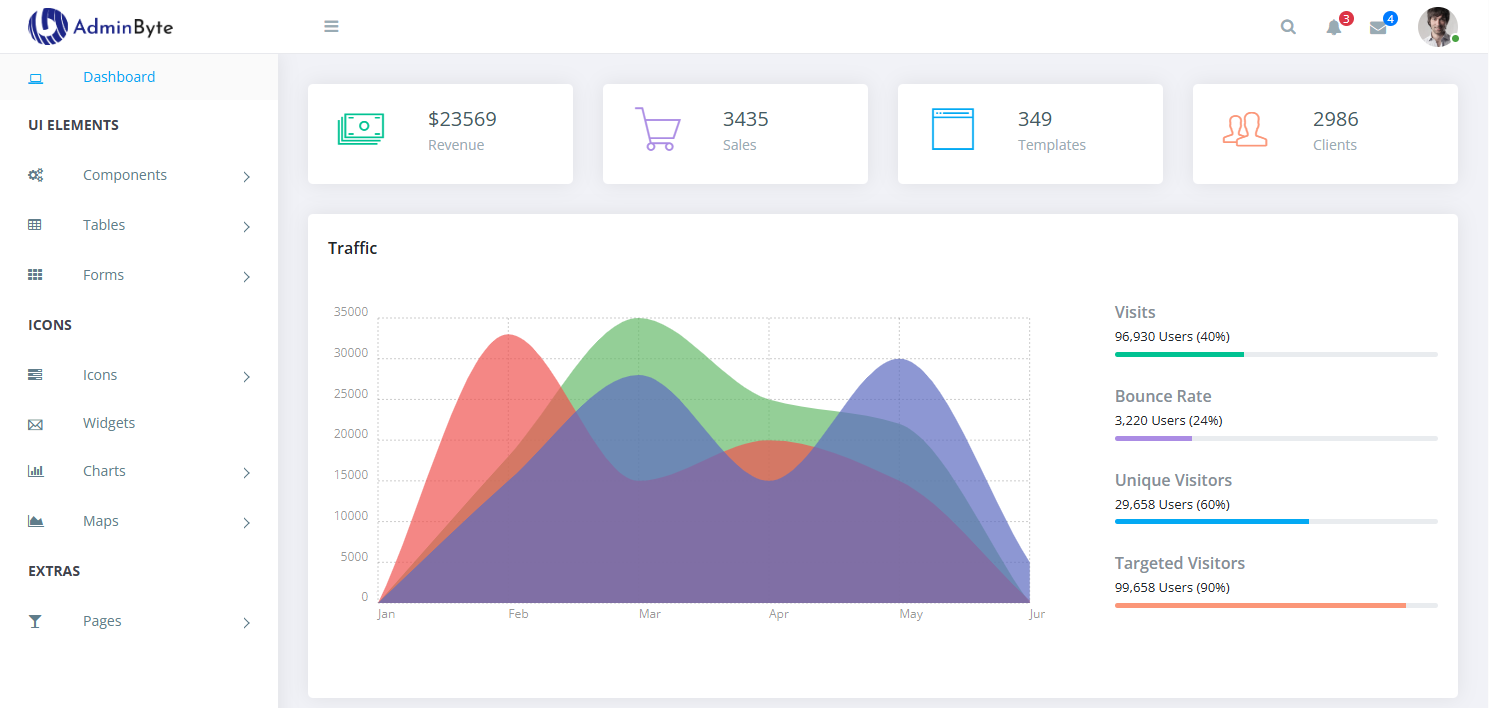 AdminByte
3
4
Dashboard
UI ELEMENTS
Components
Tables
Forms
ICONS
Icons
Widgets
Charts
Maps
EXTRAS
Pages
$23569
Revenue
3435
Sales
349
Templates
2986
Clients
Traffic
35000
30000
25000
20000
15000
10000
5000
0
Jan Feb Mar Apr May Jur
Visits
96,930 Users (40%)
Bounce Rate
3,220 Users (24%)
Unique Visitors
29,658 Users (60%)
Targeted Visitors
99,658 Users (90%)